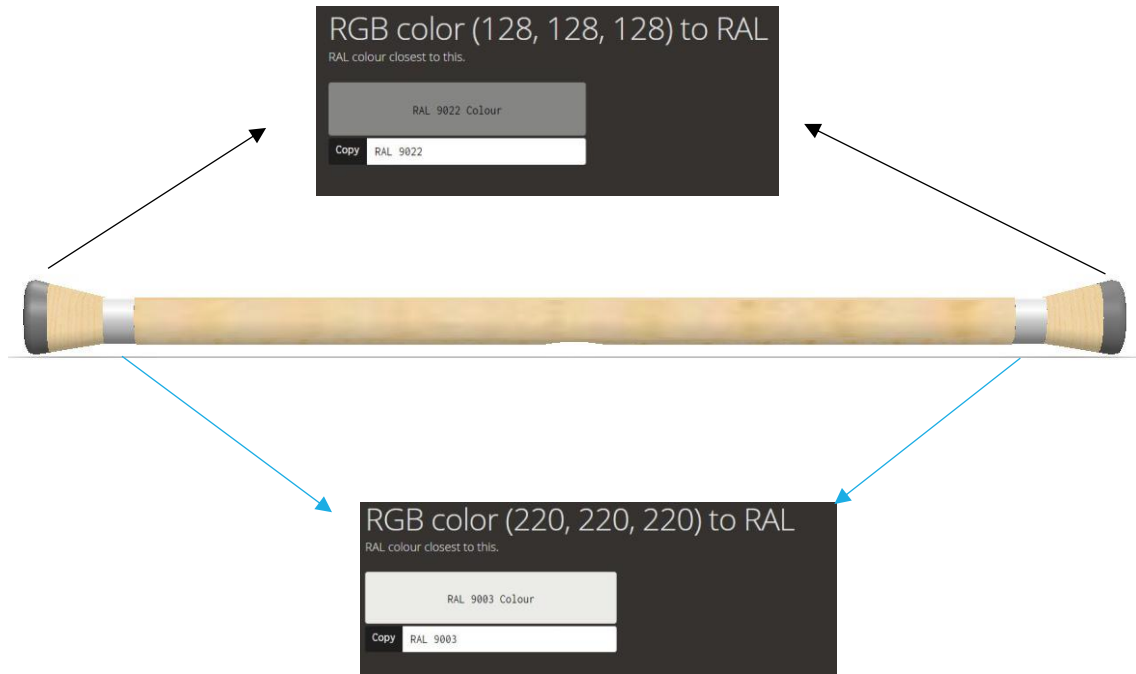 RGB color (128, 128, 128) to RAL
RAL colour closest to this.
RAL 9022 Colour
Copy RAL 9022
RGB color (220, 220, 220) to RAL
RAL colour closest to this.
RAL 9003 Colour
Copy RAL 9003